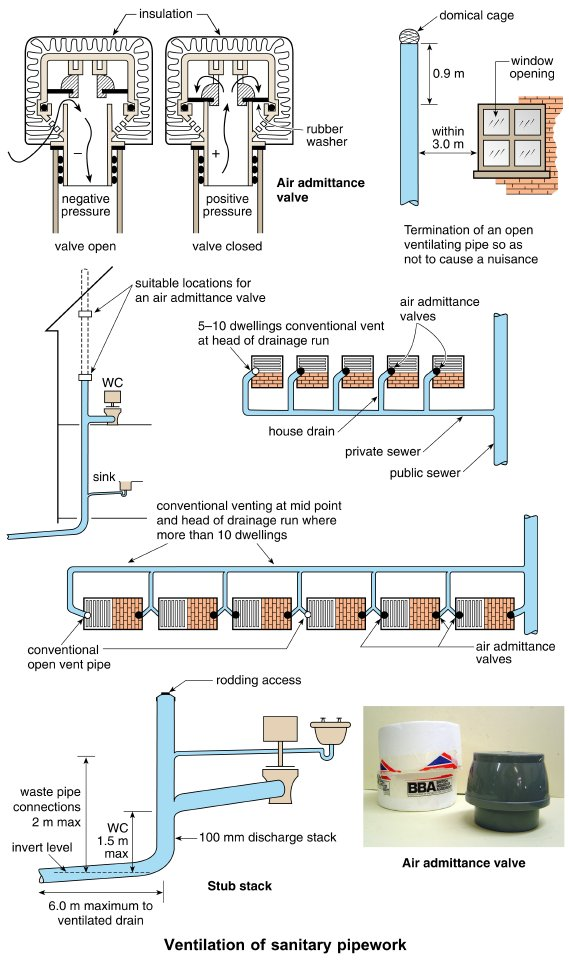 insulation
rubber
washer
−
+
negative
pressure
positive
pressure
Air admittance
valve
valve open
valve closed
domical cage
0.9 m
window
opening
within
3.0 m
Termination of an open
ventilating pipe so as
not to cause a nuisance
suitable locations for
an air admittance valve
WC
sink
air admittance
valves
5–10 dwellings conventional vent
at head of drainage run
house drain
private sewer
public sewer
conventional venting at mid point
and head of drainage run where
more than 10 dwellings
conventional
open vent pipe
air admittance
valves
rodding access
waste pipe
connections
2 m max
WC
1.5 m
max
100 mm discharge stack
invert level
Stub stack
6.0 m maximum to
ventilated drain
BBA
Air admittance valve
Ventilation of sanitary pipework